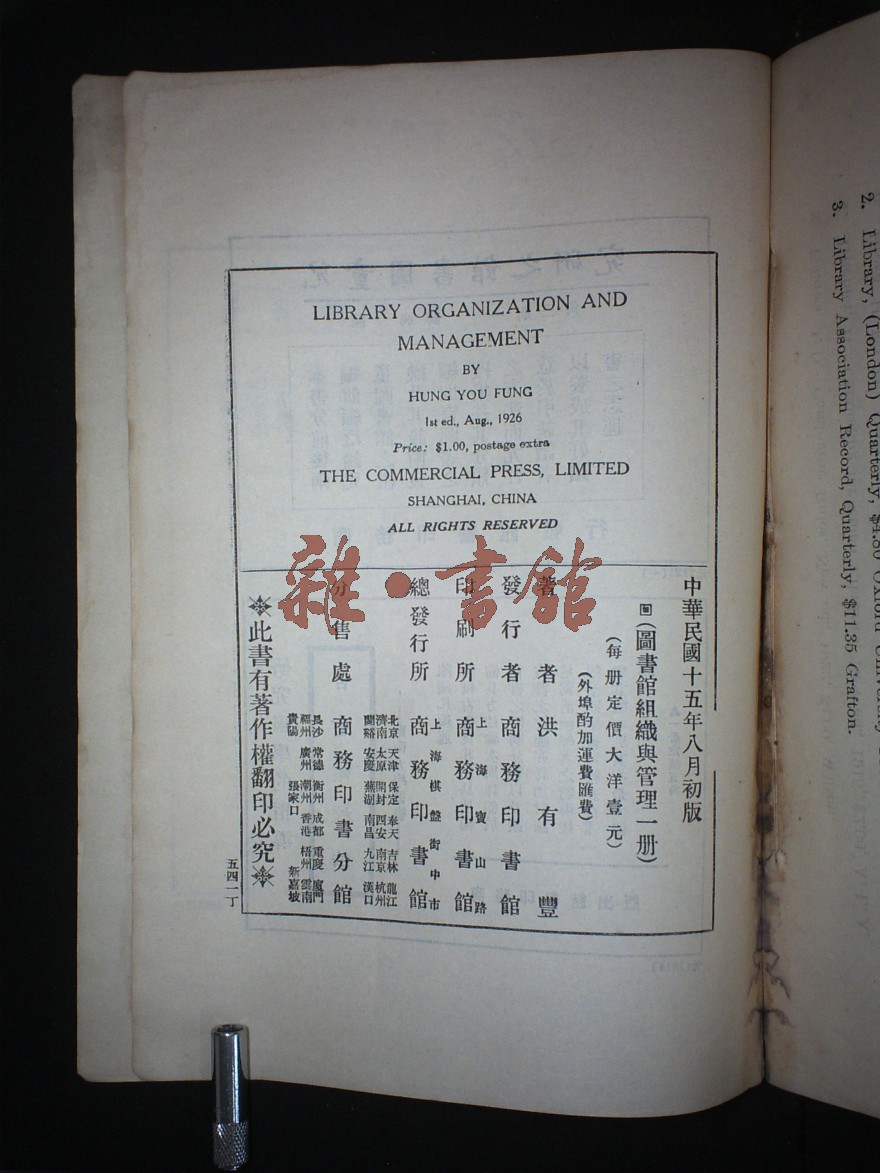 LIBRARY ORGANIZATION AND
MANAGEMENT
BY
HUNG YOU FUNG
1st ed., Aug., 1926
Price: $1.00, postage extra
THE COMMERCIAL PRESS, LIMITED
SHANGHAI, CHINA
ALL RIGHTS RESERVED
雜·書館
中華民國十五年八月初版
(圖書館組織與管理一册)
(每册定價大洋壹元)
(外埠酌加運費匯費)
著者 洪有豐
發行者 商務印書館
印刷所 上海寶山路 商務印書館
總發行所 上海棋盤街中市 商務印書館
分售處 商務印書分館
北京 天津 保定 奉天 吉林 龍江
濟南 太原 開封 西安 南京 杭州
蘭谿 安慶 蕪湖 南昌 九江 漢口
長沙 常德 衡州 成都 重慶 廈門
福州 廣州 潮州 香港 梧州 雲南
貴陽 張家口 新嘉坡
此書有著作權翻印必究
五四一丁
2. Library, (London) Quarterly, $4.50 Oxford University
3. Library Association Record, Quarterly, $11.35 Grafton.